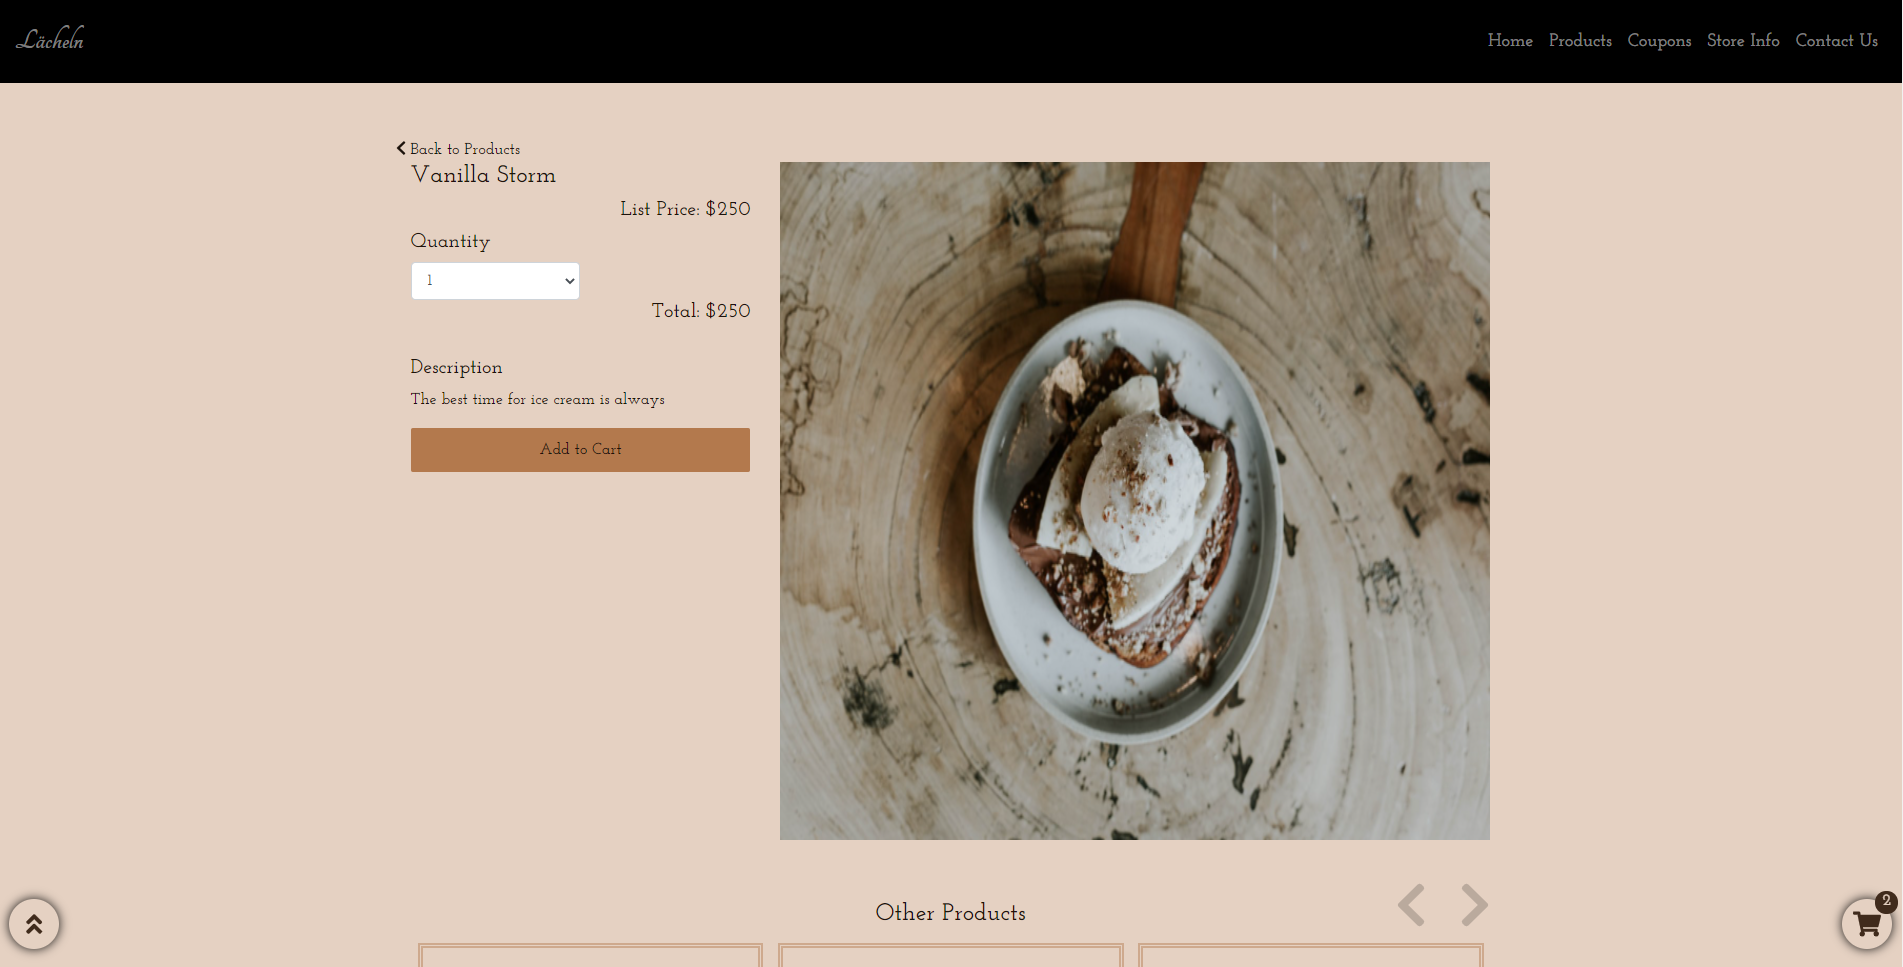 Lächeln
Home Products Coupons Store Info Contact Us
Back to Products
Vanilla Storm
List Price: $250
Quantity
1
Total: $250
Description
The best time for ice cream is always
Add to Cart
Other Products
2